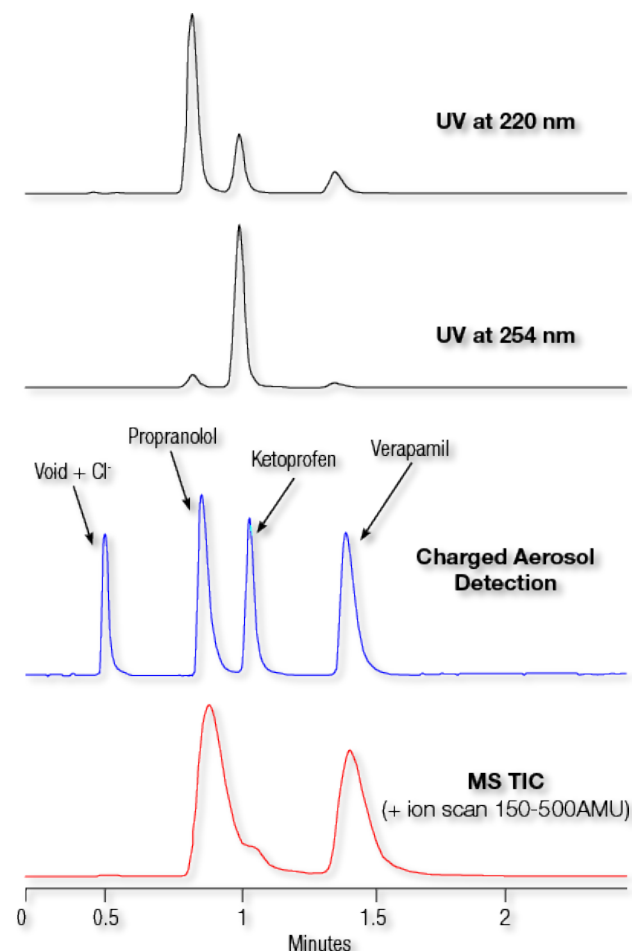 UV at 220 nm
UV at 254 nm
Propranolol
Void + Cl-
Ketoprofen
Verapamil
Charged Aerosol
Detection
MS TIC
(+ ion scan 150-500AMU)
0 0.5 1 1.5 2
Minutes